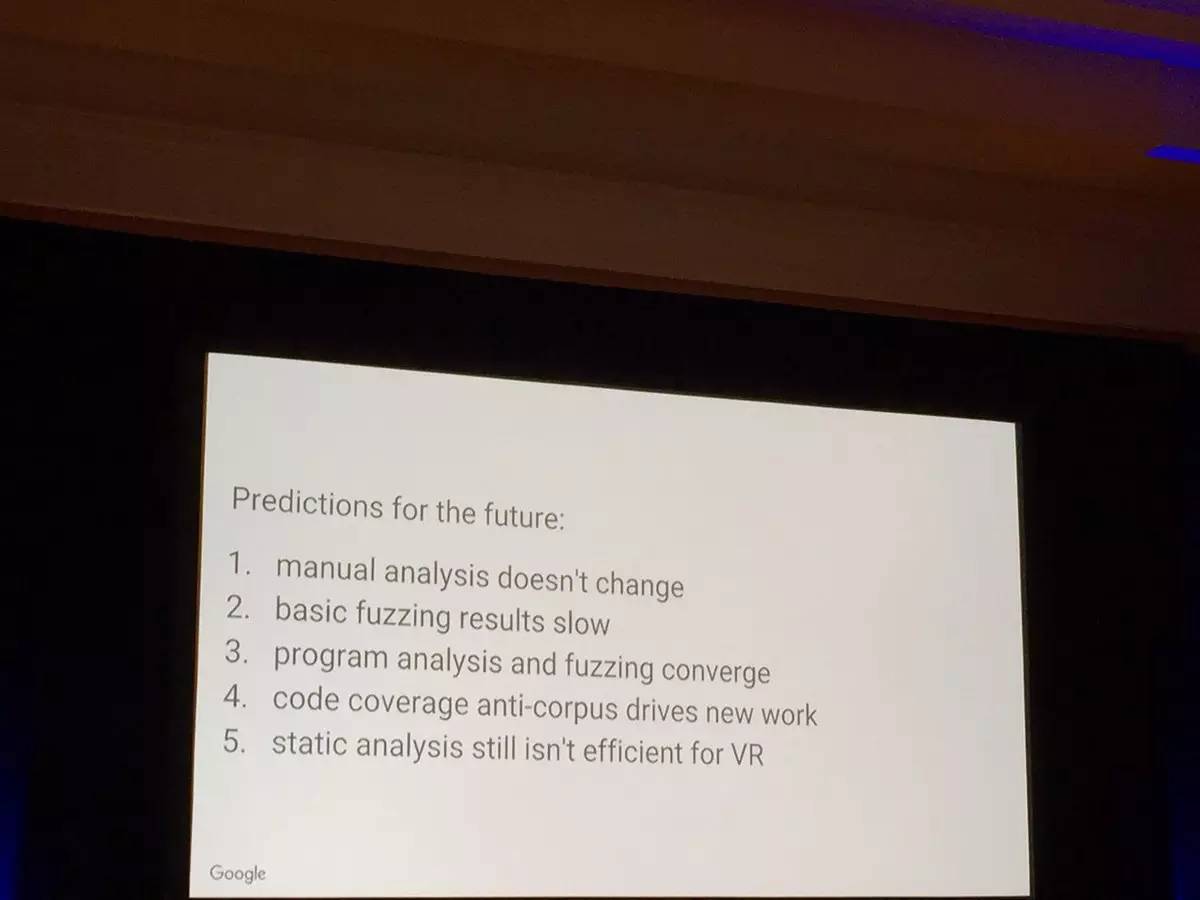 Predictions for the future:
1. manual analysis doesn't change
2. basic fuzzing results slow
3. program analysis and fuzzing converge
4. code coverage anti-corpus drives new work
5. static analysis still isn't efficient for VR
Google